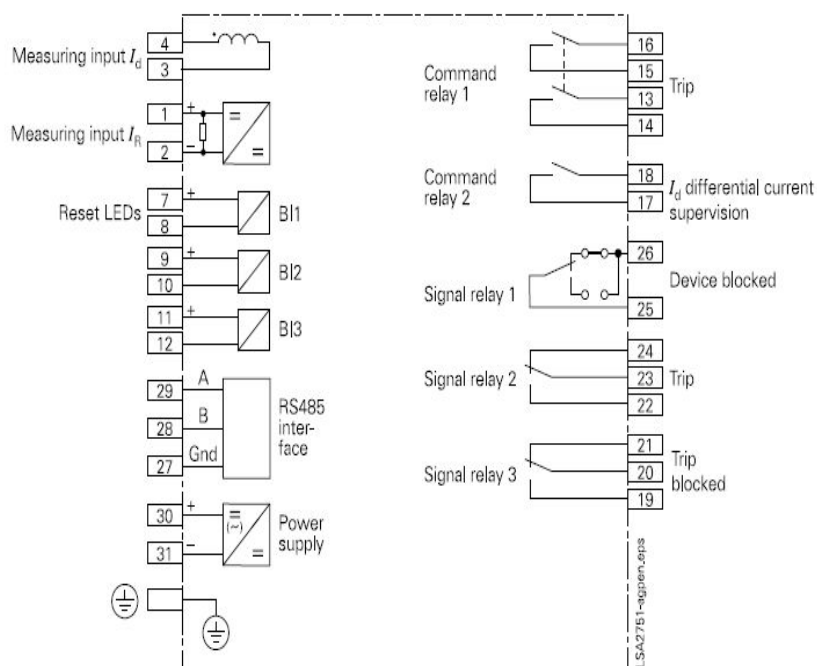 4
Measuring input Id
3
1
+
=
Measuring input IR
2
−
=
7
+
Reset LEDs
BI1
8
9
+
BI2
10
11
+
BI3
12
29
A
28
B
27
Gnd
RS485
inter-
face
30
+
=
(~)
Power
supply
31
−
=
Command
relay 1
16
15
13
14
Trip
Command
relay 2
18
17
Id differential current
supervision
Signal relay 1
26
25
Device blocked
Signal relay 2
24
23
22
Trip
Signal relay 3
21
20
19
Trip
blocked
LSA2751-agpen.eps